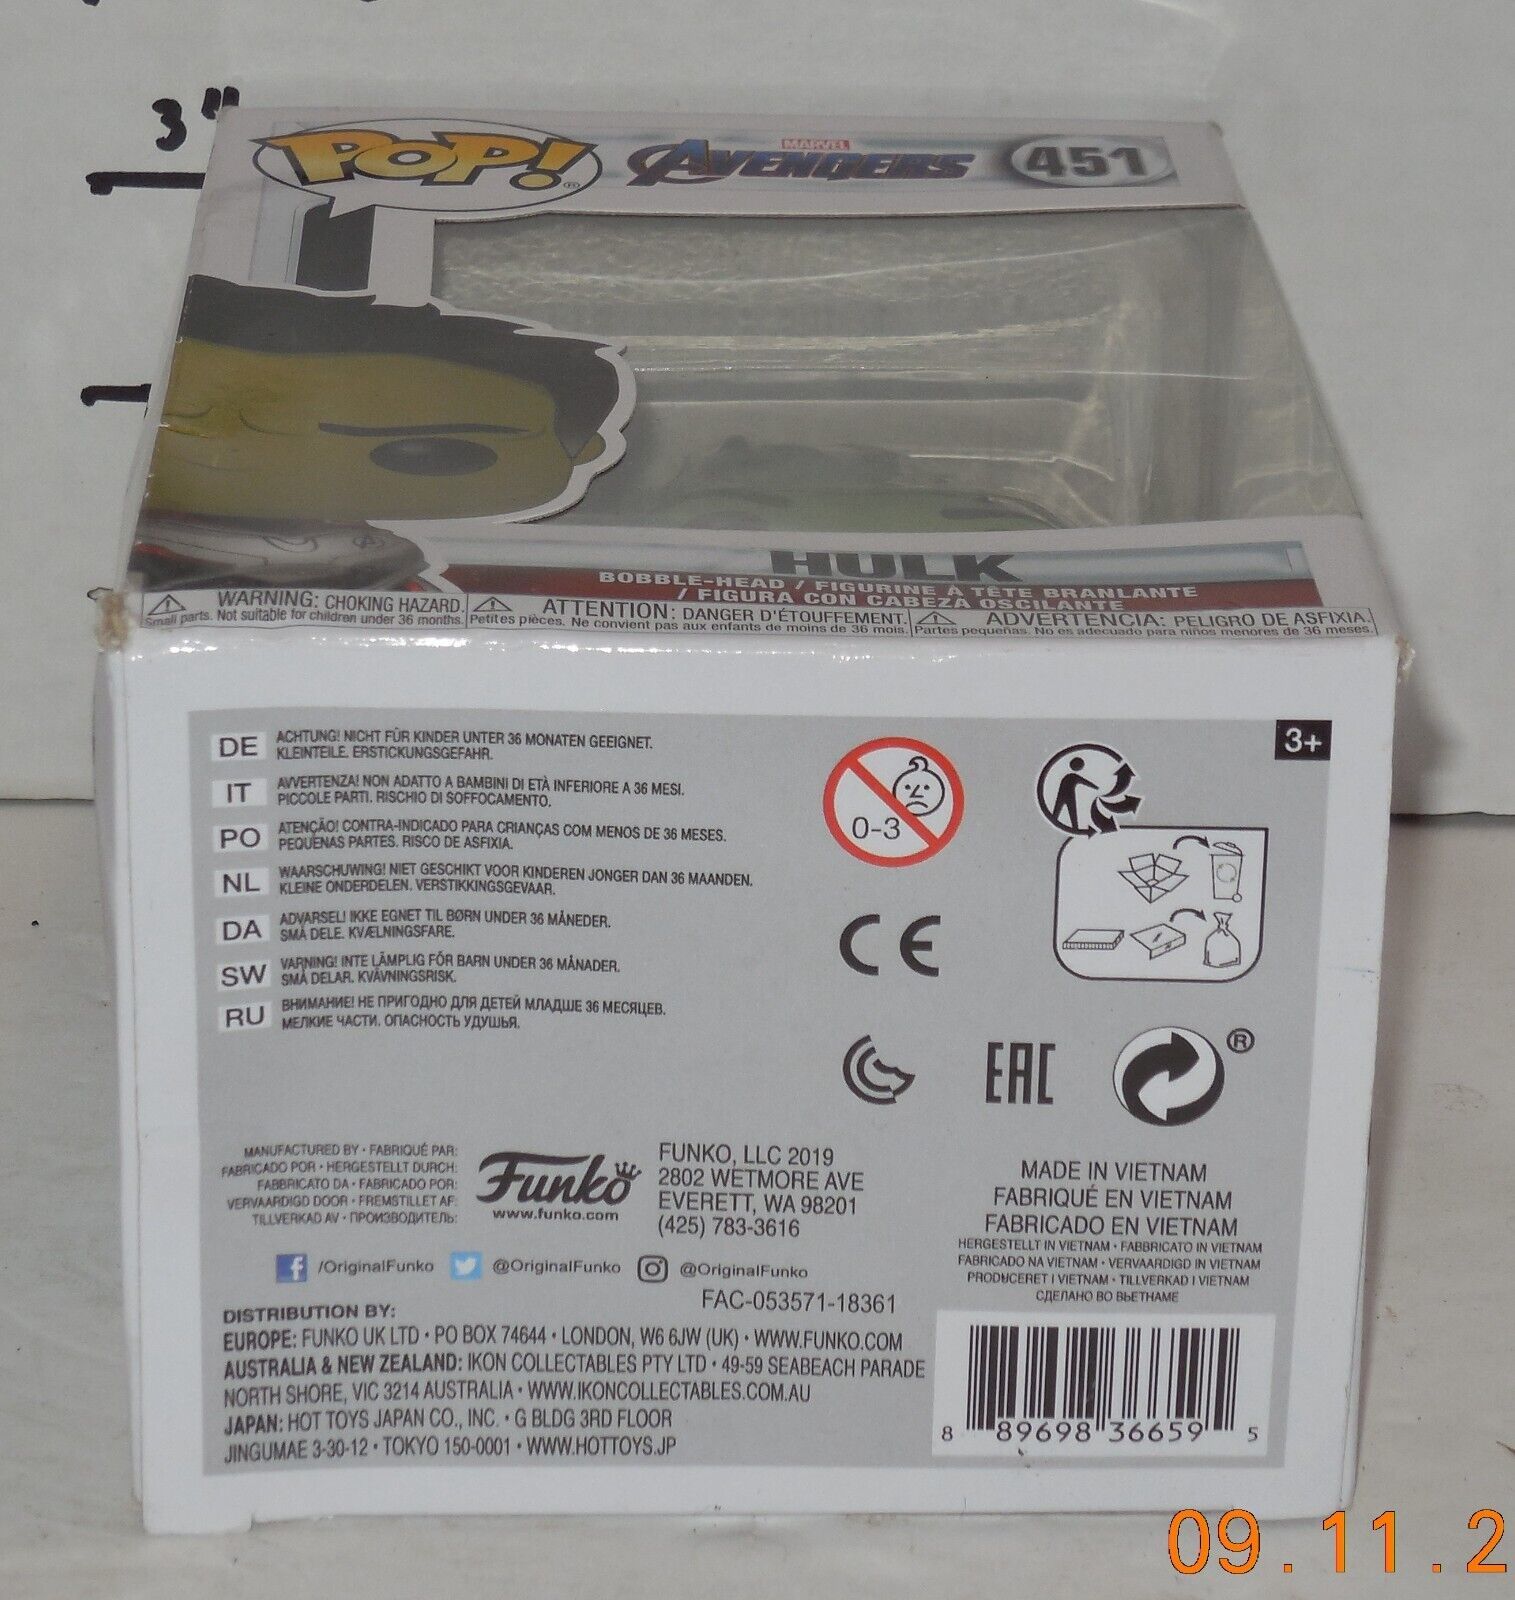 3"
POP!®
MARVEL
AVENGERS
451
HULK
BOBBLE-HEAD / FIGURINE À TÊTE BRANLANTE
/ FIGURA CON CABEZA OSCILANTE
WARNING: CHOKING HAZARD.
Small parts. Not suitable for children under 36 months.
ATTENTION: DANGER D'ÉTOUFFEMENT.
Petites pièces. Ne convient pas aux enfants de moins de 36 mois.
ADVERTENCIA: PELIGRO DE ASFIXIA.
Partes pequeñas. No es adecuado para niños menores de 36 meses.
DE ACHTUNG! NICHT FÜR KINDER UNTER 36 MONATEN GEEIGNET.
KLEINTEILE. ERSTICKUNGSGEFAHR.
IT AVVERTENZA! NON ADATTO A BAMBINI DI ETÀ INFERIORE A 36 MESI.
PICCOLE PARTI. RISCHIO DI SOFFOCAMENTO.
PO ATENÇÃO! CONTRA-INDICADO PARA CRIANÇAS COM MENOS DE 36 MESES.
PEQUENAS PARTES. RISCO DE ASFIXIA.
NL WAARSCHUWING! NIET GESCHIKT VOOR KINDEREN JONGER DAN 36 MAANDEN.
KLEINE ONDERDELEN. VERSTIKKINGSGEVAAR.
DA ADVARSEL! IKKE EGNET TIL BØRN UNDER 36 MÅNEDER.
SMÅ DELE. KVÆLNINGSFARE.
SW VARNING! INTE LÄMPLIG FÖR BARN UNDER 36 MÅNADER.
SMÅ DELAR. KVÄVNINGSRISK.
RU ВНИМАНИЕ! НЕ ПРИГОДНО ДЛЯ ДЕТЕЙ МЛАДШЕ 36 МЕСЯЦЕВ.
МЕЛКИЕ ЧАСТИ. ОПАСНОСТЬ УДУШЬЯ.
0-3
3+
CE
EAC
®
MANUFACTURED BY • FABRIQUÉ PAR:
FABRICADO POR • HERGESTELLT DURCH:
FABBRICATO DA • FABRICADO POR:
VERVAARDIGD DOOR • FREMSTILLET AF:
TILLVERKAD AV • ПРОИЗВОДИТЕЛЬ:
Funko
www.funko.com
FUNKO, LLC 2019
2802 WETMORE AVE
EVERETT, WA 98201
(425) 783-3616
MADE IN VIETNAM
FABRIQUÉ EN VIETNAM
FABRICADO EN VIETNAM
HERGESTELLT IN VIETNAM • FABBRICATO IN VIETNAM
FABRICADO NA VIETNAM • VERVAARDIGD IN VIETNAM
PRODUCERET I VIETNAM • TILLVERKAD I VIETNAM
СДЕЛАНО ВО ВЬЕТНАМЕ
f /OriginalFunko @OriginalFunko @OriginalFunko
FAC-053571-18361
DISTRIBUTION BY:
EUROPE: FUNKO UK LTD • PO BOX 74644 • LONDON, W6 6JW (UK) • WWW.FUNKO.COM
AUSTRALIA & NEW ZEALAND: IKON COLLECTABLES PTY LTD • 49-59 SEABEACH PARADE
NORTH SHORE, VIC 3214 AUSTRALIA • WWW.IKONCOLLECTABLES.COM.AU
JAPAN: HOT TOYS JAPAN CO., INC. • G BLDG 3RD FLOOR
JINGUMAE 3-30-12 • TOKYO 150-0001 • WWW.HOTTOYS.JP
8 89698 36659 5
09.11.2